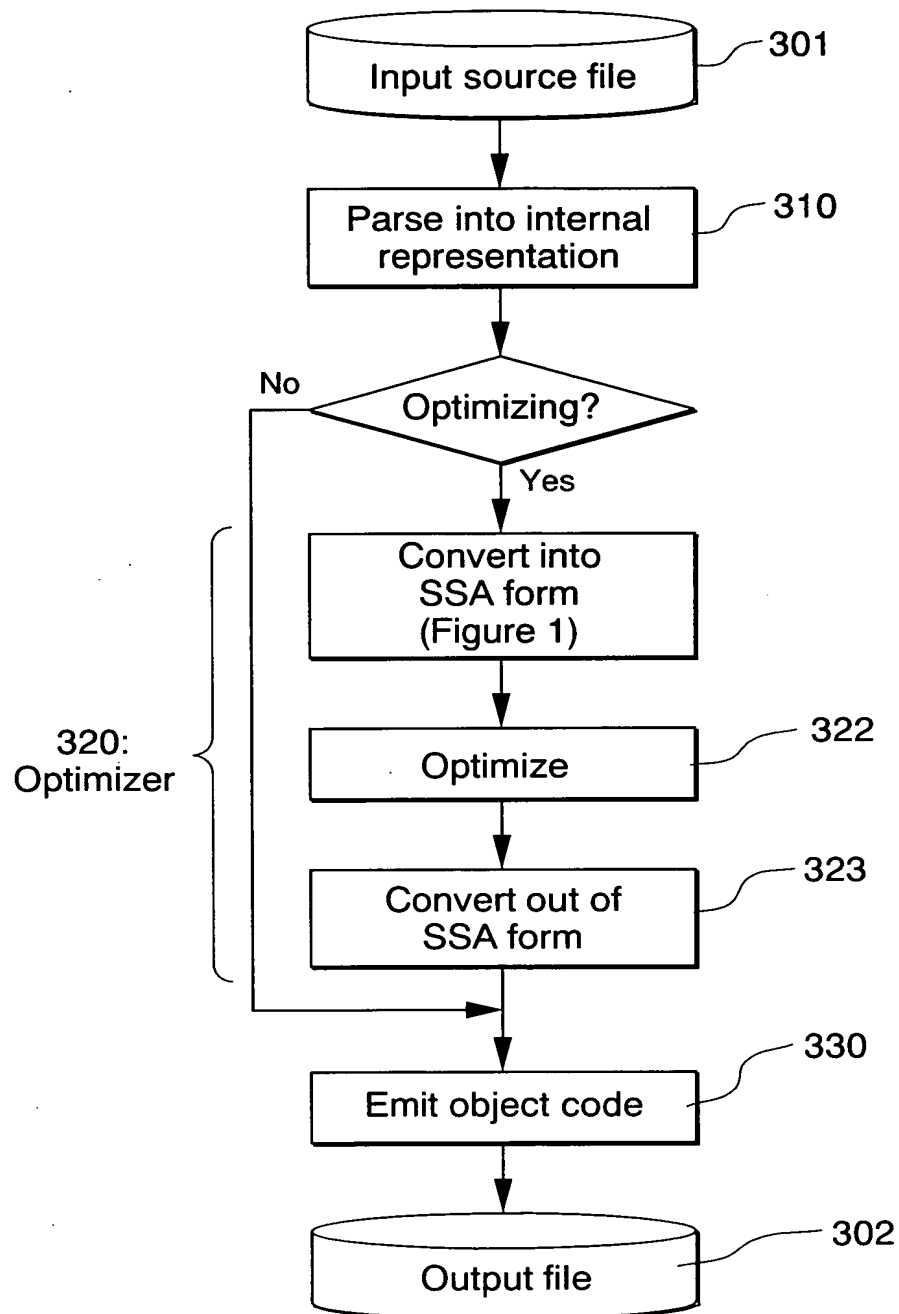 Input source file
301
Parse into internal
representation
310
Optimizing?
No
Yes
Convert into
SSA form
(Figure 1)
320:
Optimizer
Optimize
322
Convert out of
SSA form
323
Emit object code
330
Output file
302